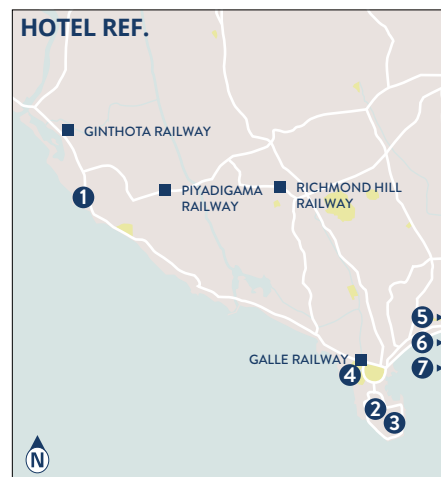 HOTEL REF.
GINTHOTA RAILWAY
PIYADIGAMA
RAILWAY
RICHMOND HILL
RAILWAY
1
5
6
GALLE RAILWAY
7
4
2
3
N